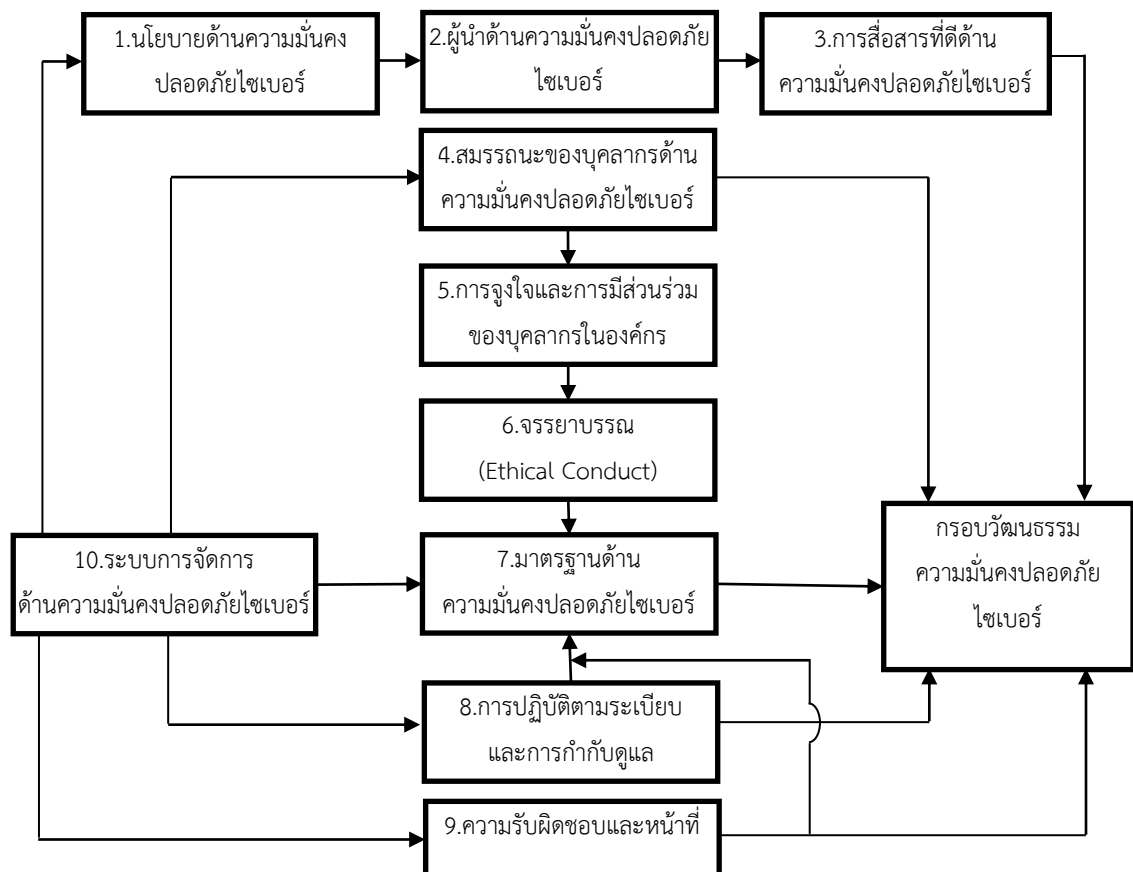 1.นโยบายด้านความมั่นคง
ปลอดภัยไซเบอร์
2.ผู้นำด้านความมั่นคงปลอดภัย
ไซเบอร์
3.การสื่อสารที่ดีด้าน
ความมั่นคงปลอดภัยไซเบอร์
4.สมรรถนะของบุคลากรด้าน
ความมั่นคงปลอดภัยไซเบอร์
5.การจูงใจและการมีส่วนร่วม
ของบุคลากรในองค์กร
6.จรรยาบรรณ
(Ethical Conduct)
10.ระบบการจัดการ
ด้านความมั่นคงปลอดภัยไซเบอร์
7.มาตรฐานด้าน
ความมั่นคงปลอดภัยไซเบอร์
กรอบวัฒนธรรม
ความมั่นคงปลอดภัย
ไซเบอร์
8.การปฏิบัติตามระเบียบ
และการกำกับดูแล
9.ความรับผิดชอบและหน้าที่